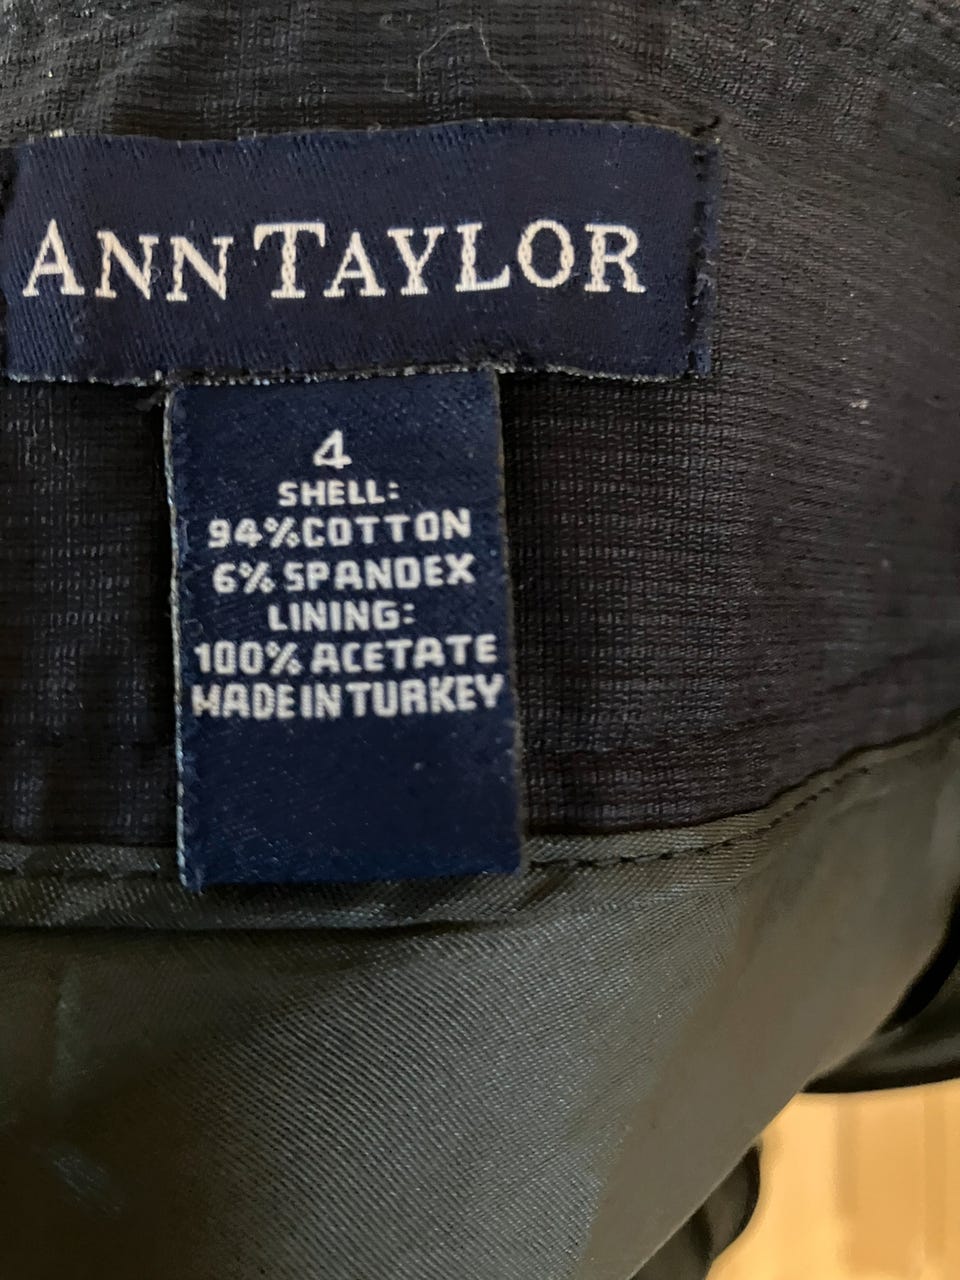 ANN TAYLOR
4
SHELL:
94% COTTON
6% SPANDEX
LINING:
100% ACETATE
MADE IN TURKEY